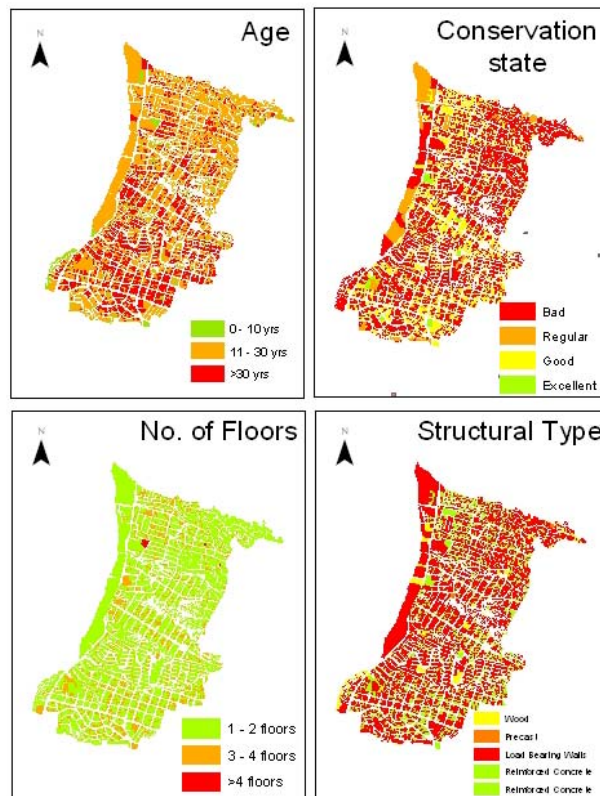 N
Age
0 - 10 yrs
11 - 30 yrs
>30 yrs
N
Conservation
state
Bad
Regular
Good
Excellent
N
No. of Floors
1 - 2 floors
3 - 4 floors
>4 floors
N
Structural Type
Wood
Precast
Load Bearing Walls
Reinforced Concrete
Reinforced Concrete